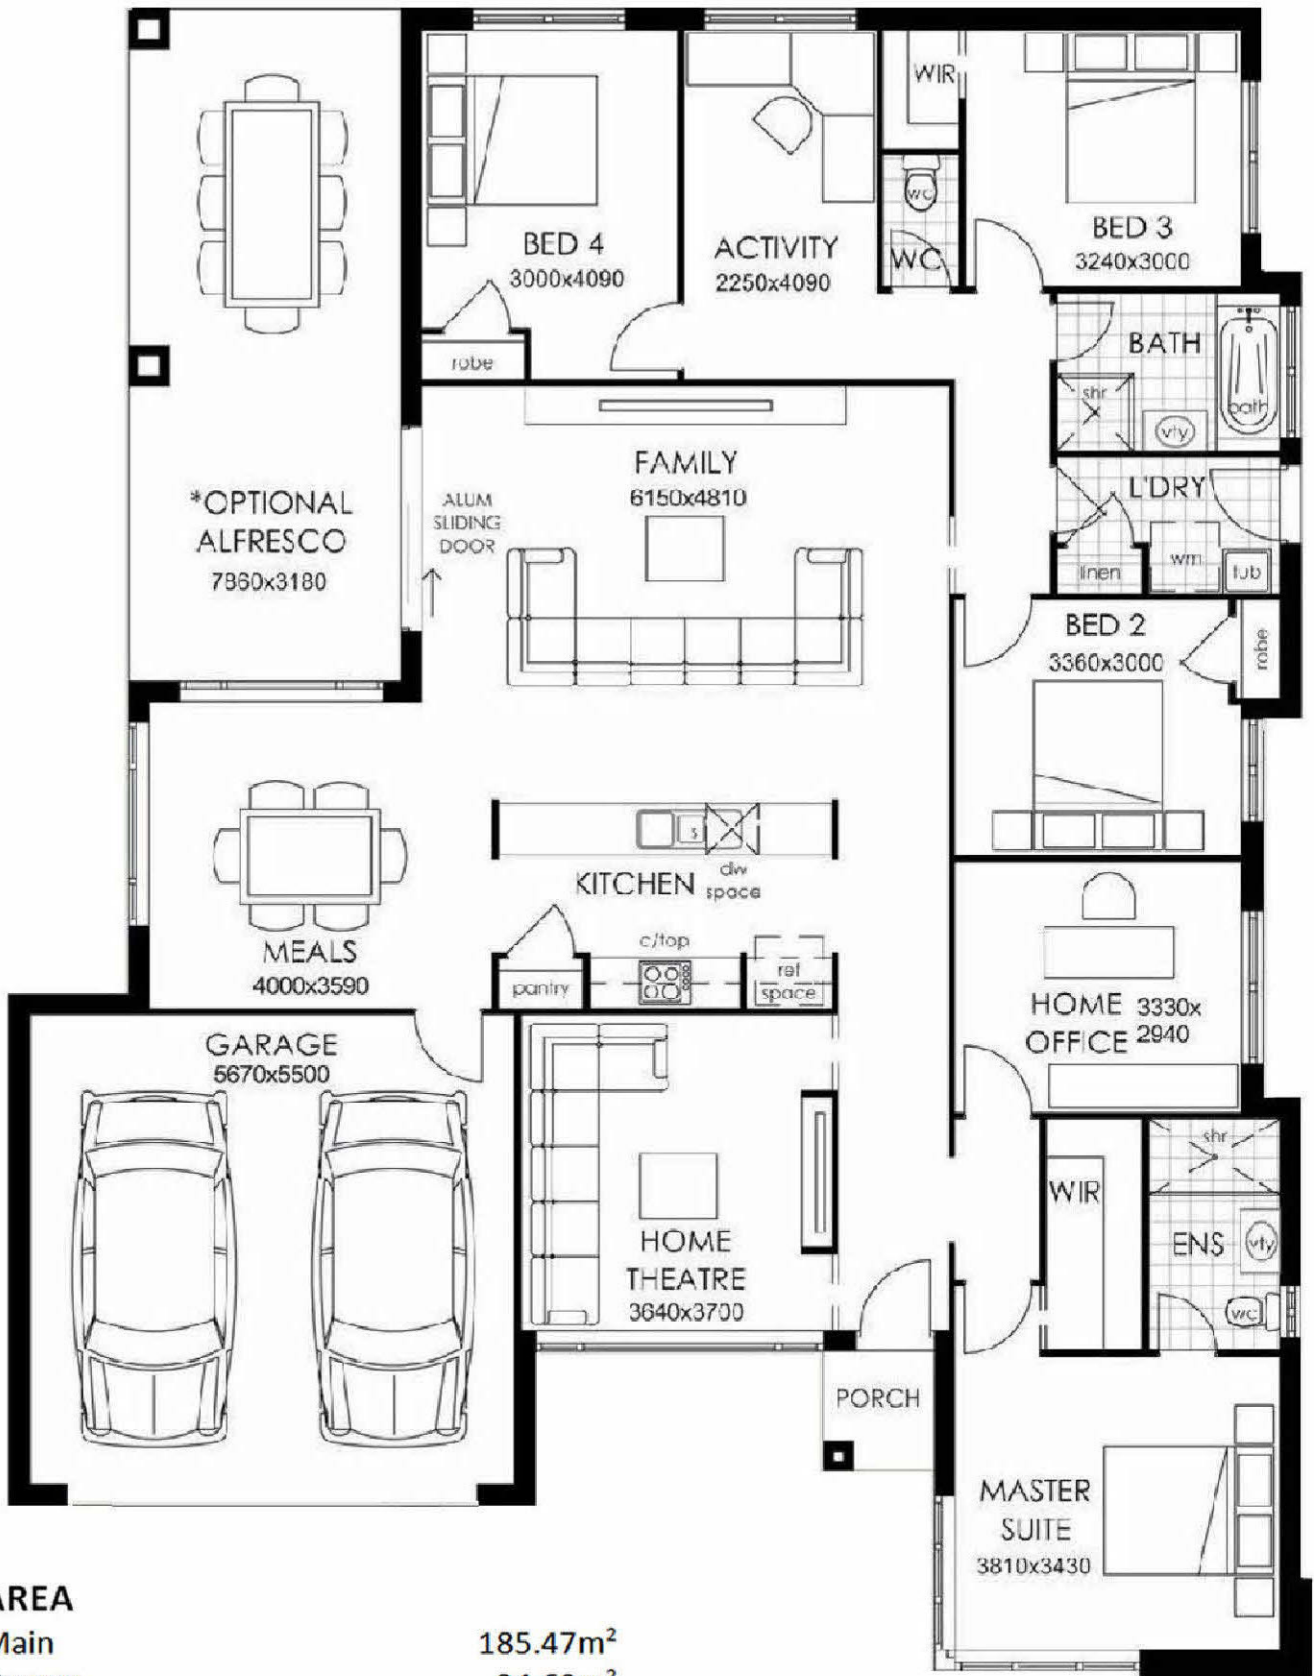 WIR
WC
WC
BED 3
3240x3000
BED 4
3000x4090
ACTIVITY
2250x4090
robe
BATH
shr
bath
vty
FAMILY
6150x4810
*OPTIONAL
ALFRESCO
7860x3180
ALUM
SLIDING
DOOR
L'DRY
linen
wm
tub
BED 2
3360x3000
robe
S
KITCHEN
dw
space
MEALS
4000x3590
c/top
pantry
ref
space
HOME
OFFICE
3330x
2940
GARAGE
5670x5500
shr
WIR
ENS
vty
WC
HOME
THEATRE
3640x3700
PORCH
MASTER
SUITE
3810x3430
AREA
Main
185.47m²